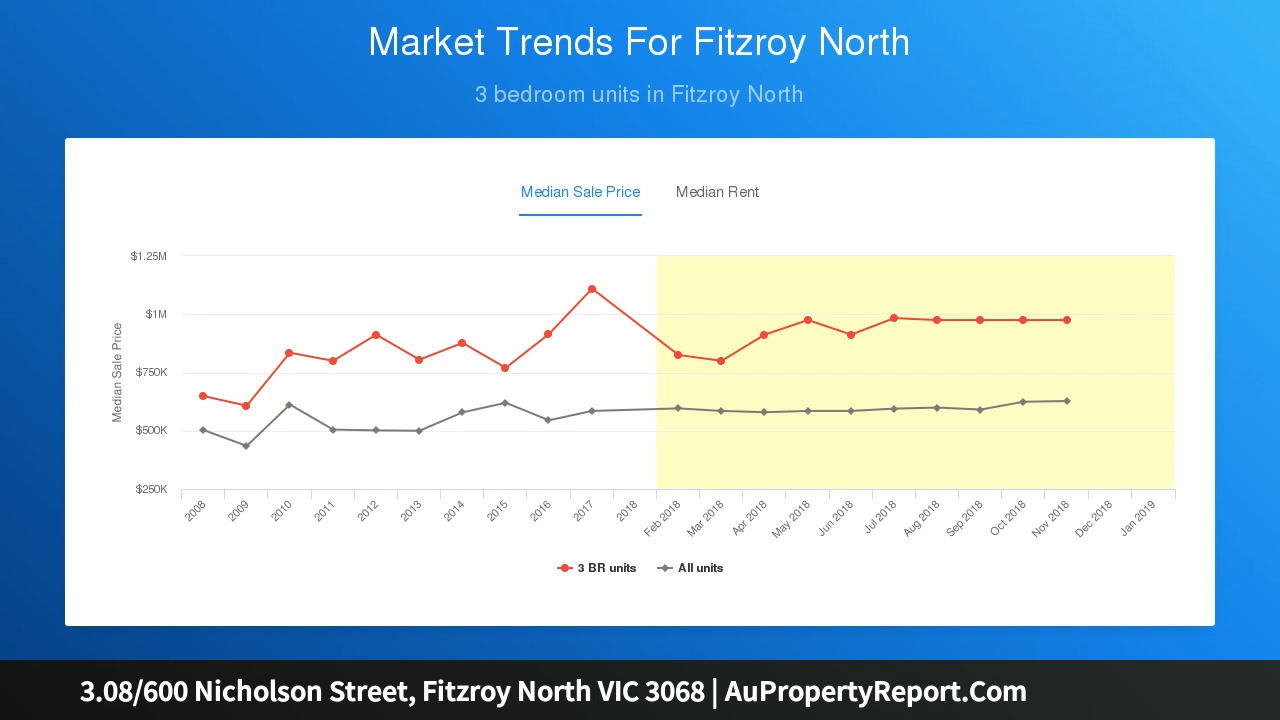 Market Trends For Fitzroy North
3 bedroom units in Fitzroy North
Median Sale Price Median Rent
Median Sale Price
$1.25M
$1M
$750K
$500K
$250K
2008 2009 2010 2011 2012 2013 2014 2015 2016 2017 2018 Feb 2018 Mar 2018 Apr 2018 May 2018 Jun 2018 Jul 2018 Aug 2018 Sep 2018 Oct 2018 Nov 2018 Dec 2018 Jan 2019
3 BR units All units
3.08/600 Nicholson Street, Fitzroy North VIC 3068 | AuPropertyReport.Com